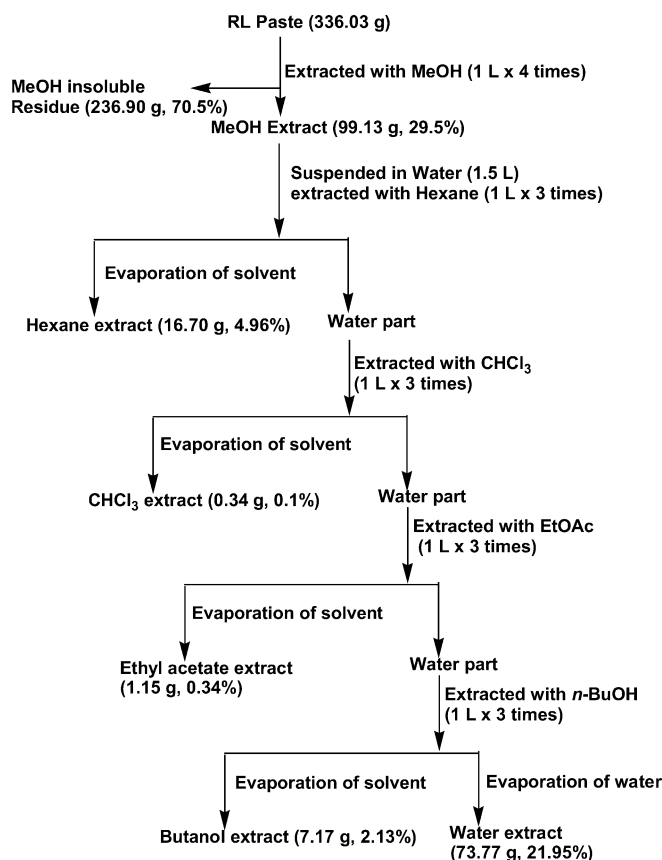 RL Paste (336.03 g)
Extracted with MeOH (1 L x 4 times)
MeOH insoluble
Residue (236.90 g, 70.5%)
MeOH Extract (99.13 g, 29.5%)
Suspended in Water (1.5 L)
extracted with Hexane (1 L x 3 times)
Evaporation of solvent
Hexane extract (16.70 g, 4.96%)
Water part
Extracted with CHCl₃
(1 L x 3 times)
Evaporation of solvent
CHCl₃ extract (0.34 g, 0.1%)
Water part
Extracted with EtOAc
(1 L x 3 times)
Evaporation of solvent
Ethyl acetate extract
(1.15 g, 0.34%)
Water part
Extracted with n-BuOH
(1 L x 3 times)
Evaporation of solvent
Evaporation of water
Butanol extract (7.17 g, 2.13%)
Water extract
(73.77 g, 21.95%)